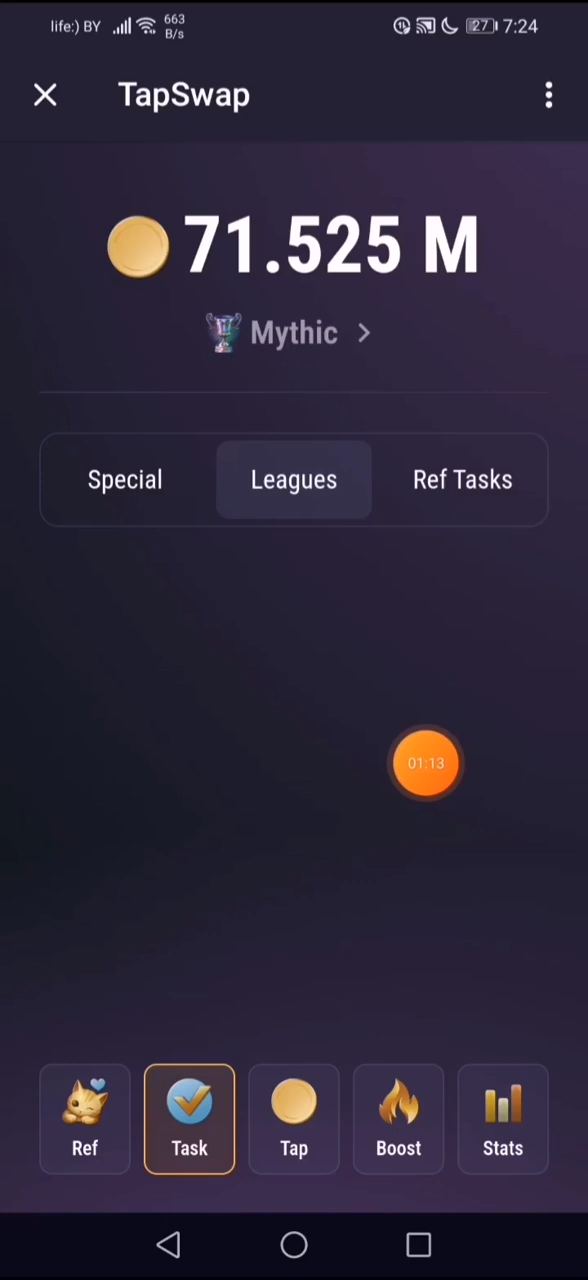 life:) BY 663 B/s 27 7:24
TapSwap
71.525 M
Mythic
Special Leagues Ref Tasks
01:13
Ref Task Tap Boost Stats